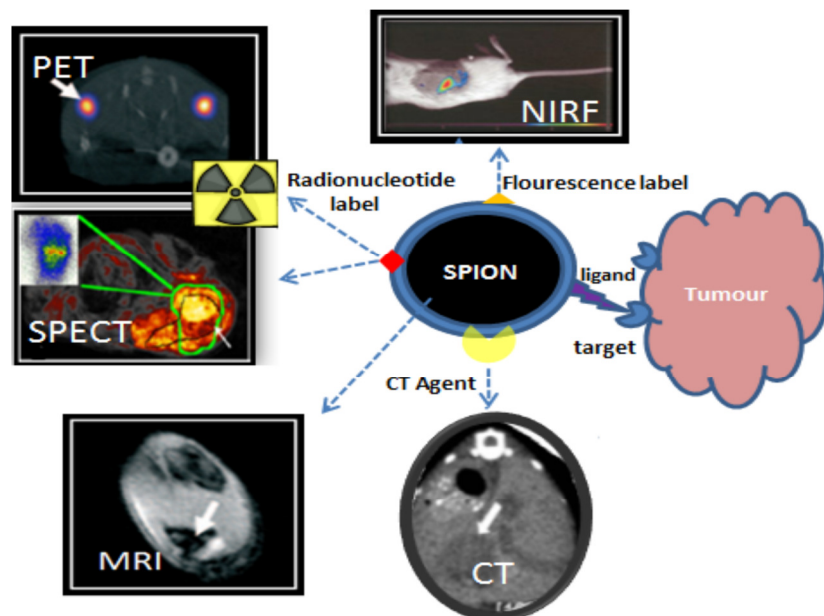 PET
NIRF
Radionucleotide
label
Flourescence label
SPION
ligand
Tumour
SPECT
target
CT Agent
MRI
CT